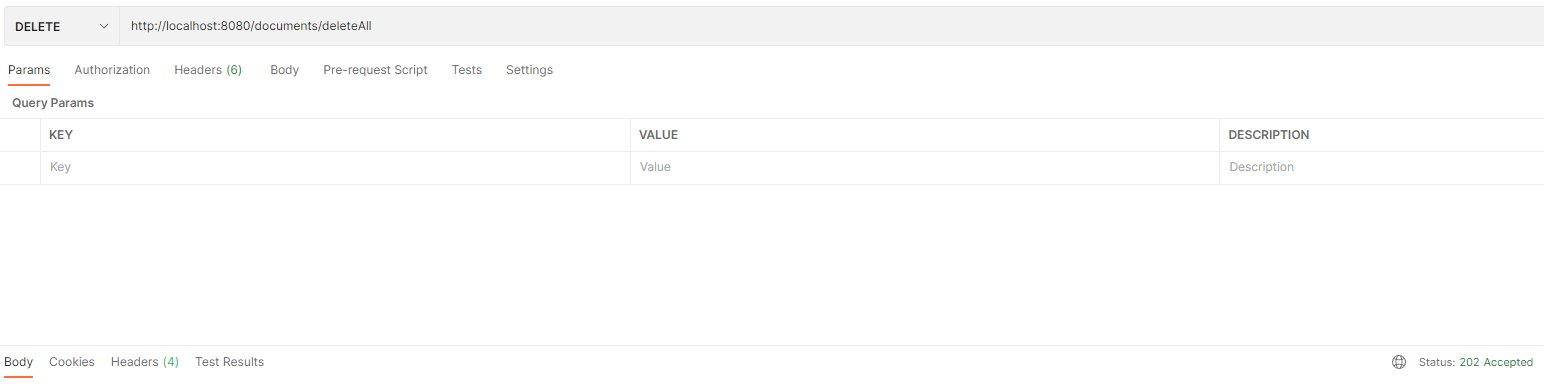 DELETE http://localhost:8080/documents/deleteAll
Params Authorization Headers (6) Body Pre-request Script Tests Settings
Query Params
KEY VALUE DESCRIPTION
Key Value Description
Body Cookies Headers (4) Test Results Status: 202 Accepted